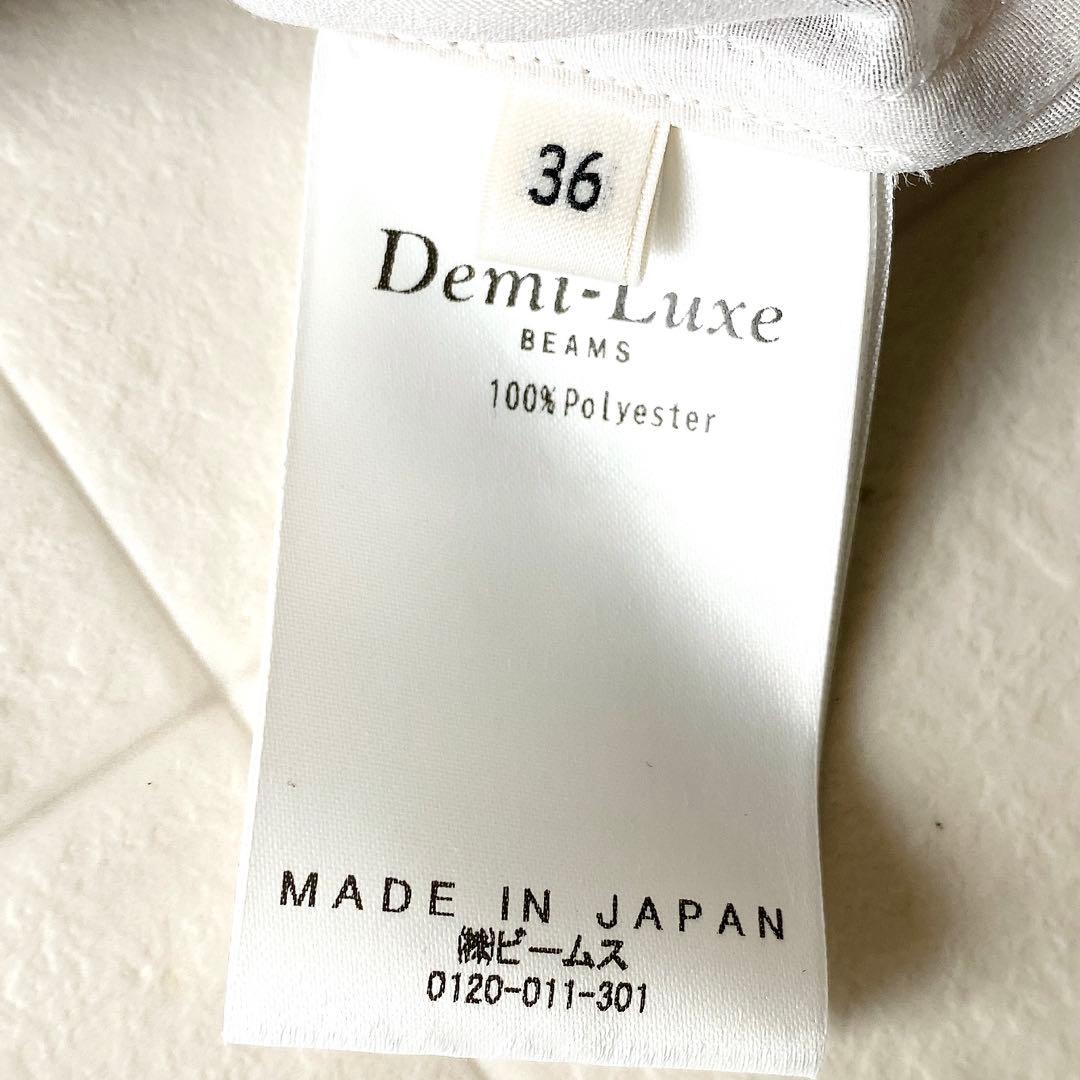 36
Demi-Luxe
BEAMS
100%Polyester
MADE IN JAPAN
㈱ビームス
0120-011-301